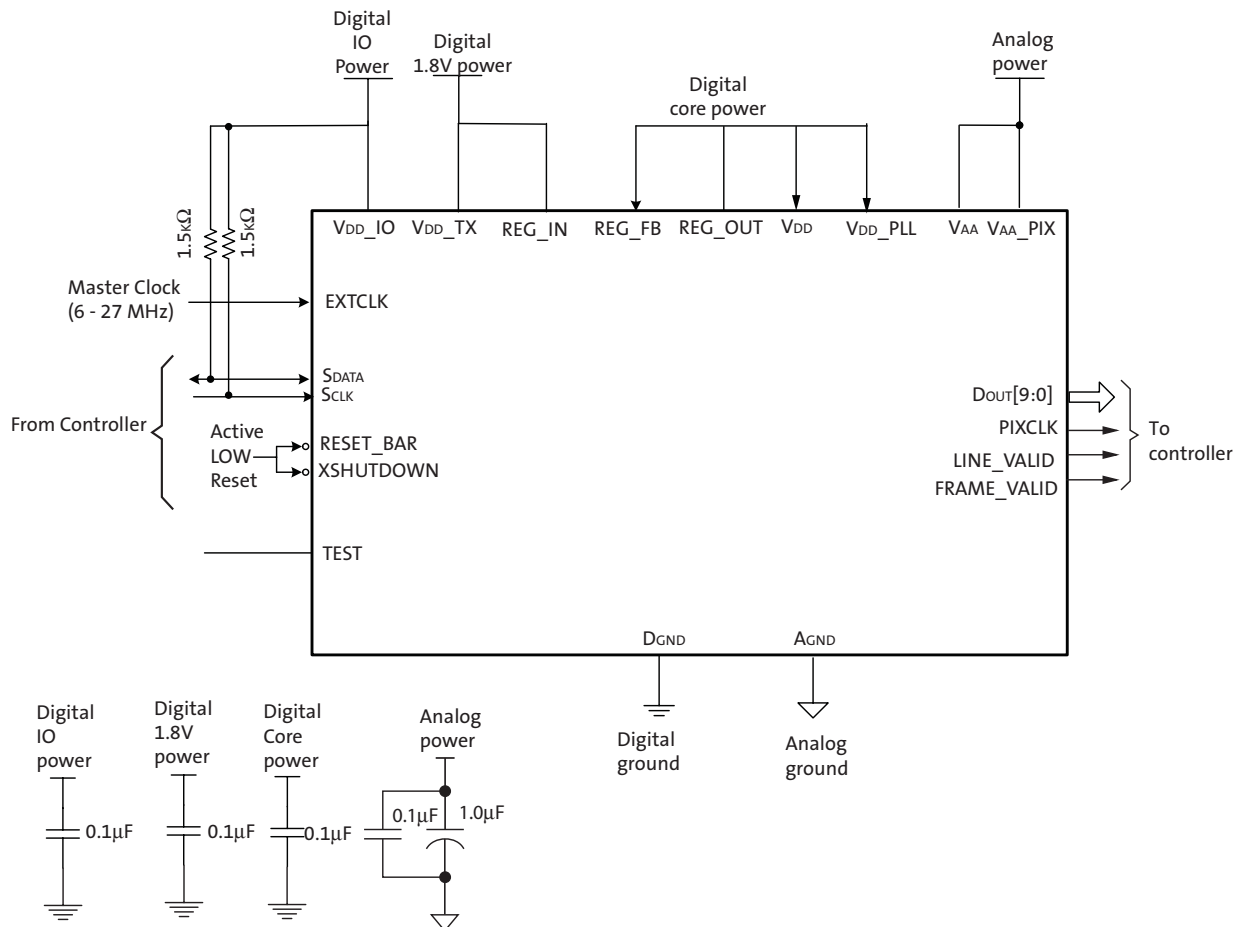 Digital
IO
Power
Digital
1.8V power
Digital
core power
Analog
power
1.5kΩ
1.5kΩ
VDD_IO
VDD_TX
REG_IN
REG_FB
REG_OUT
VDD
VDD_PLL
VAA
VAA_PIX
Master Clock
(6 - 27 MHz)
EXTCLK
From Controller
SDATA
SCLK
Active
LOW
Reset
RESET_BAR
XSHUTDOWN
TEST
DOUT[9:0]
PIXCLK
LINE_VALID
FRAME_VALID
To
controller
DGND
AGND
Digital
ground
Analog
ground
Digital
IO
power
0.1μF
Digital
1.8V
power
0.1μF
Digital
Core
power
0.1μF
Analog
power
0.1μF
1.0μF